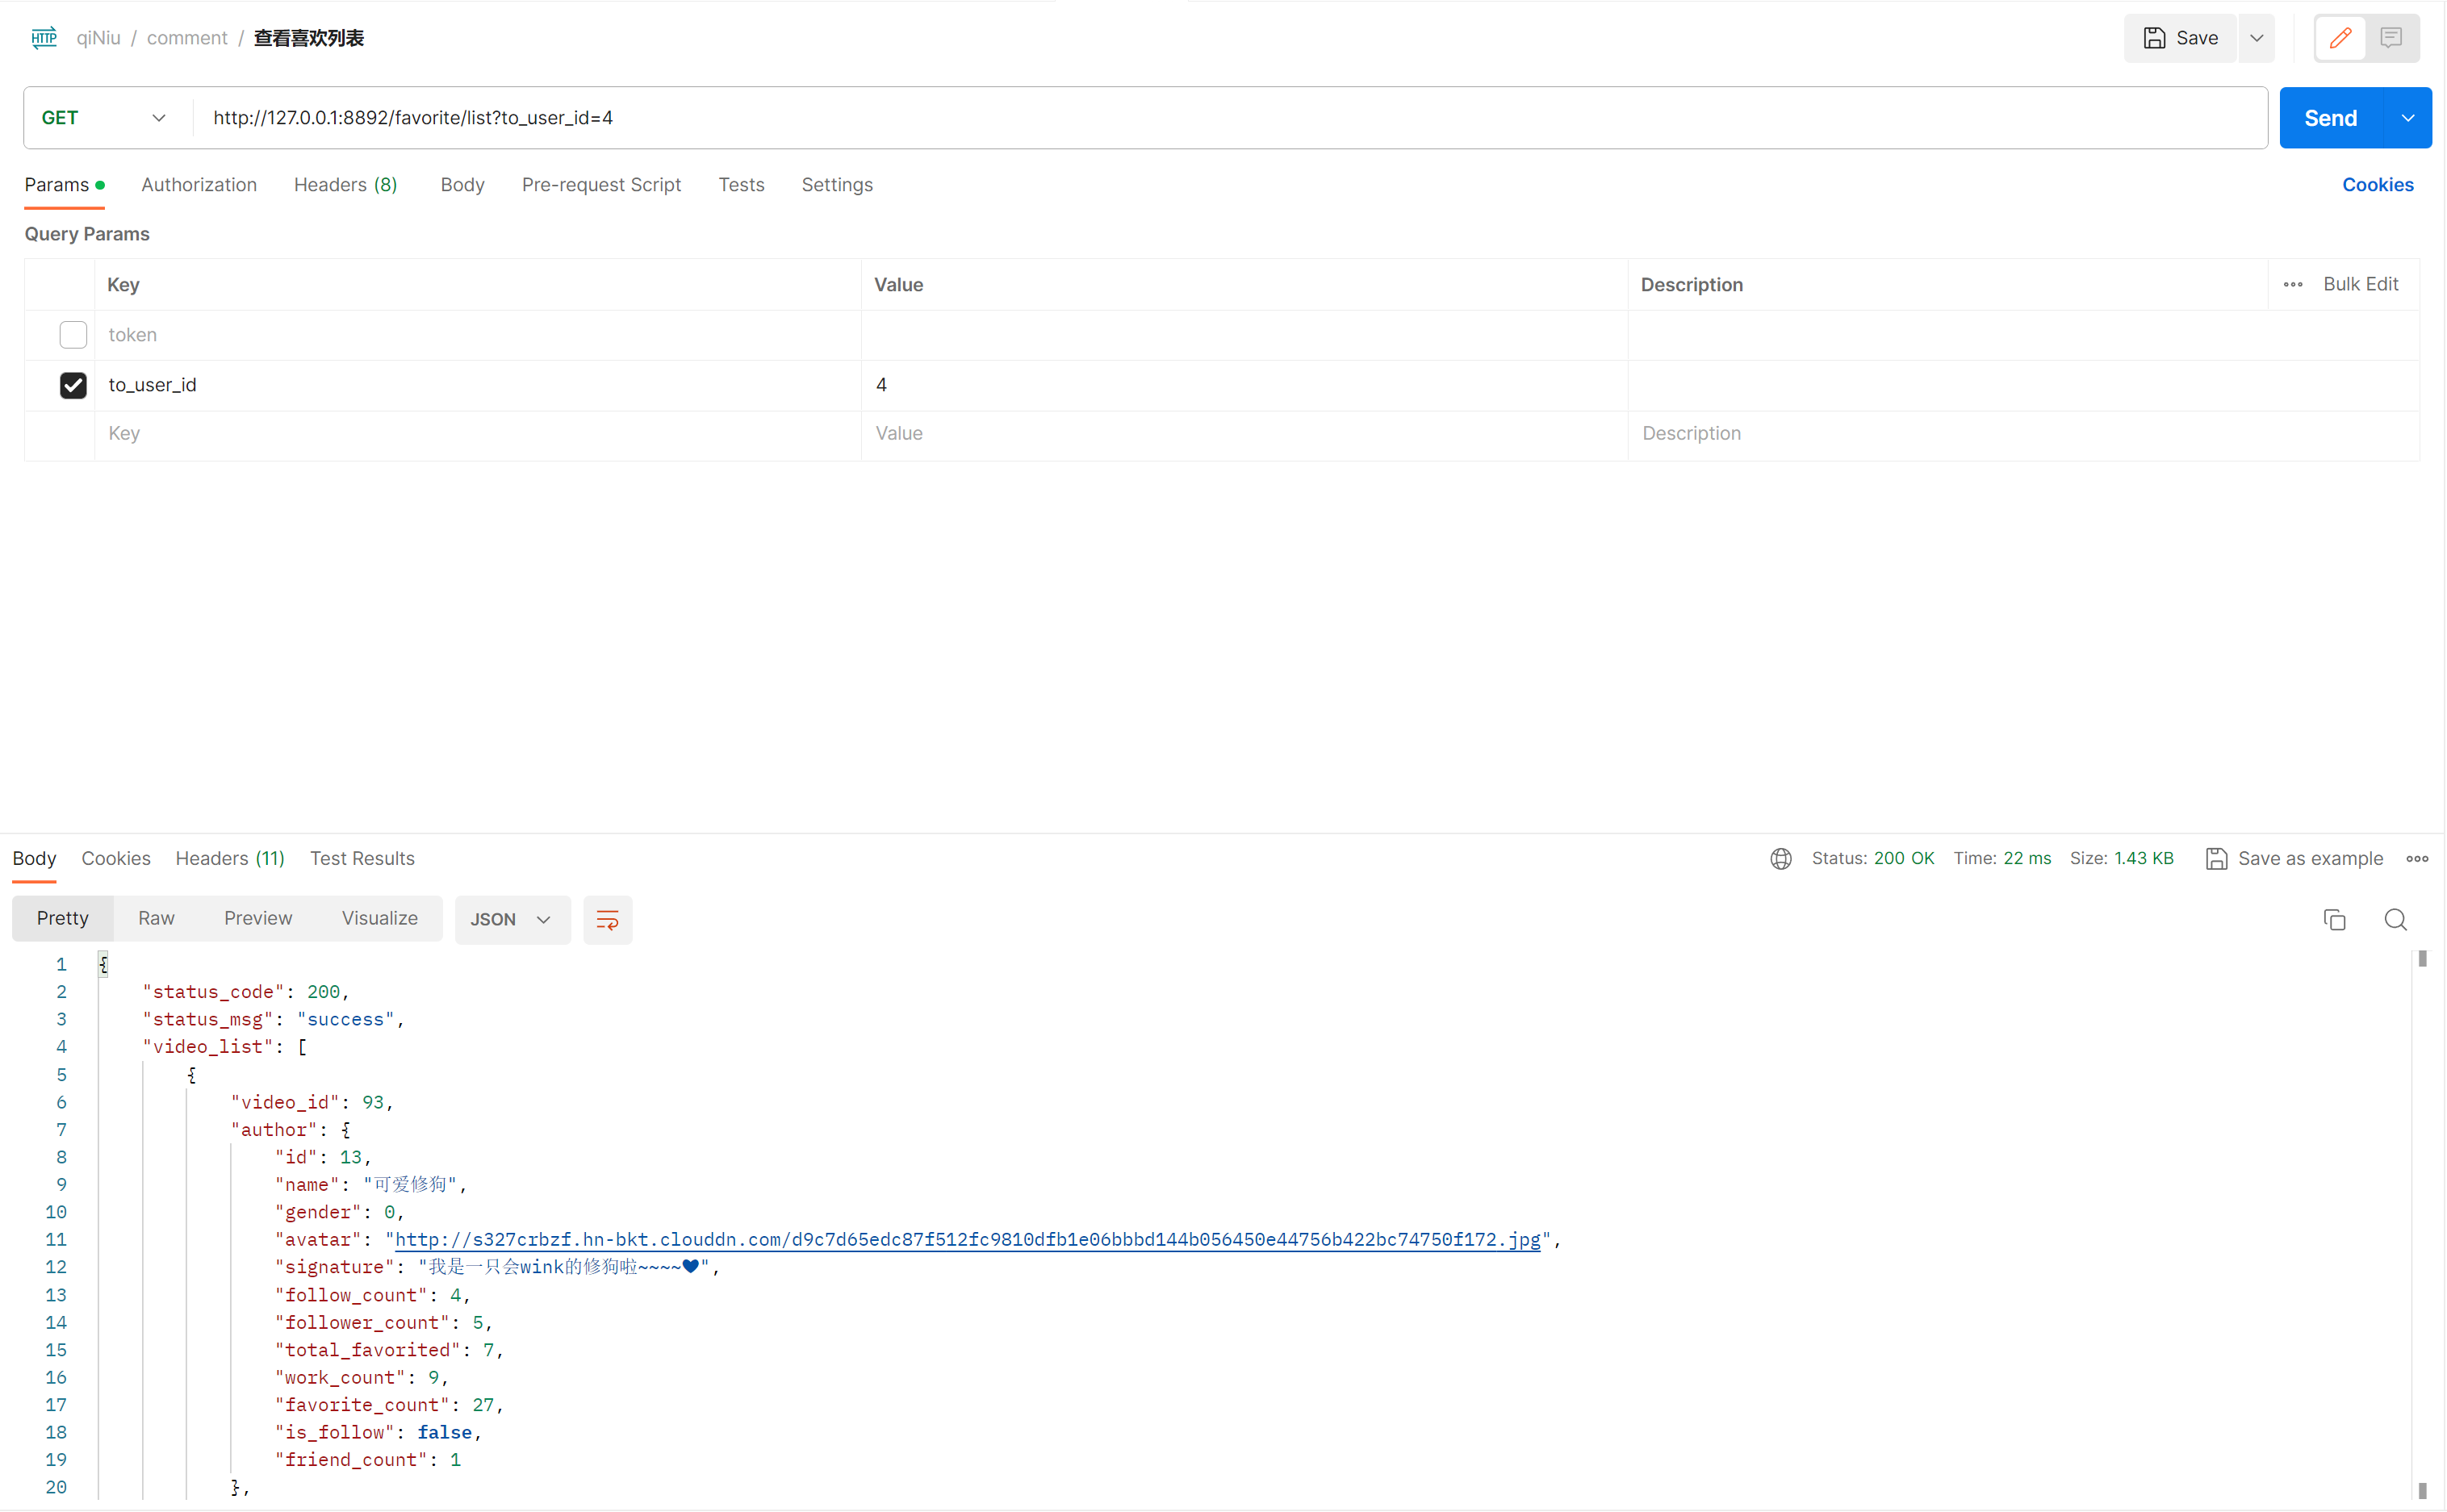 HTTP qiNiu / comment / 查看喜欢列表 Save
GET http://127.0.0.1:8892/favorite/list?to_user_id=4 Send
Params Authorization Headers (8) Body Pre-request Script Tests Settings Cookies
Query Params
Key Value Description Bulk Edit
token
to_user_id 4
Key Value Description
Body Cookies Headers (11) Test Results Status: 200 OK Time: 22 ms Size: 1.43 KB Save as example
Pretty Raw Preview Visualize JSON
1 {
2 "status_code": 200,
3 "status_msg": "success",
4 "video_list": [
5 {
6 "video_id": 93,
7 "author": {
8 "id": 13,
9 "name": "可爱修狗",
10 "gender": 0,
11 "avatar": "http://s327crbzf.hn-bkt.clouddn.com/d9c7d65edc87f512fc9810dfb1e06bbbd144b056450e44756b422bc74750f172.jpg",
12 "signature": "我是一只会wink的修狗啦~~~~♥",
13 "follow_count": 4,
14 "follower_count": 5,
15 "total_favorited": 7,
16 "work_count": 9,
17 "favorite_count": 27,
18 "is_follow": false,
19 "friend_count": 1
20 },